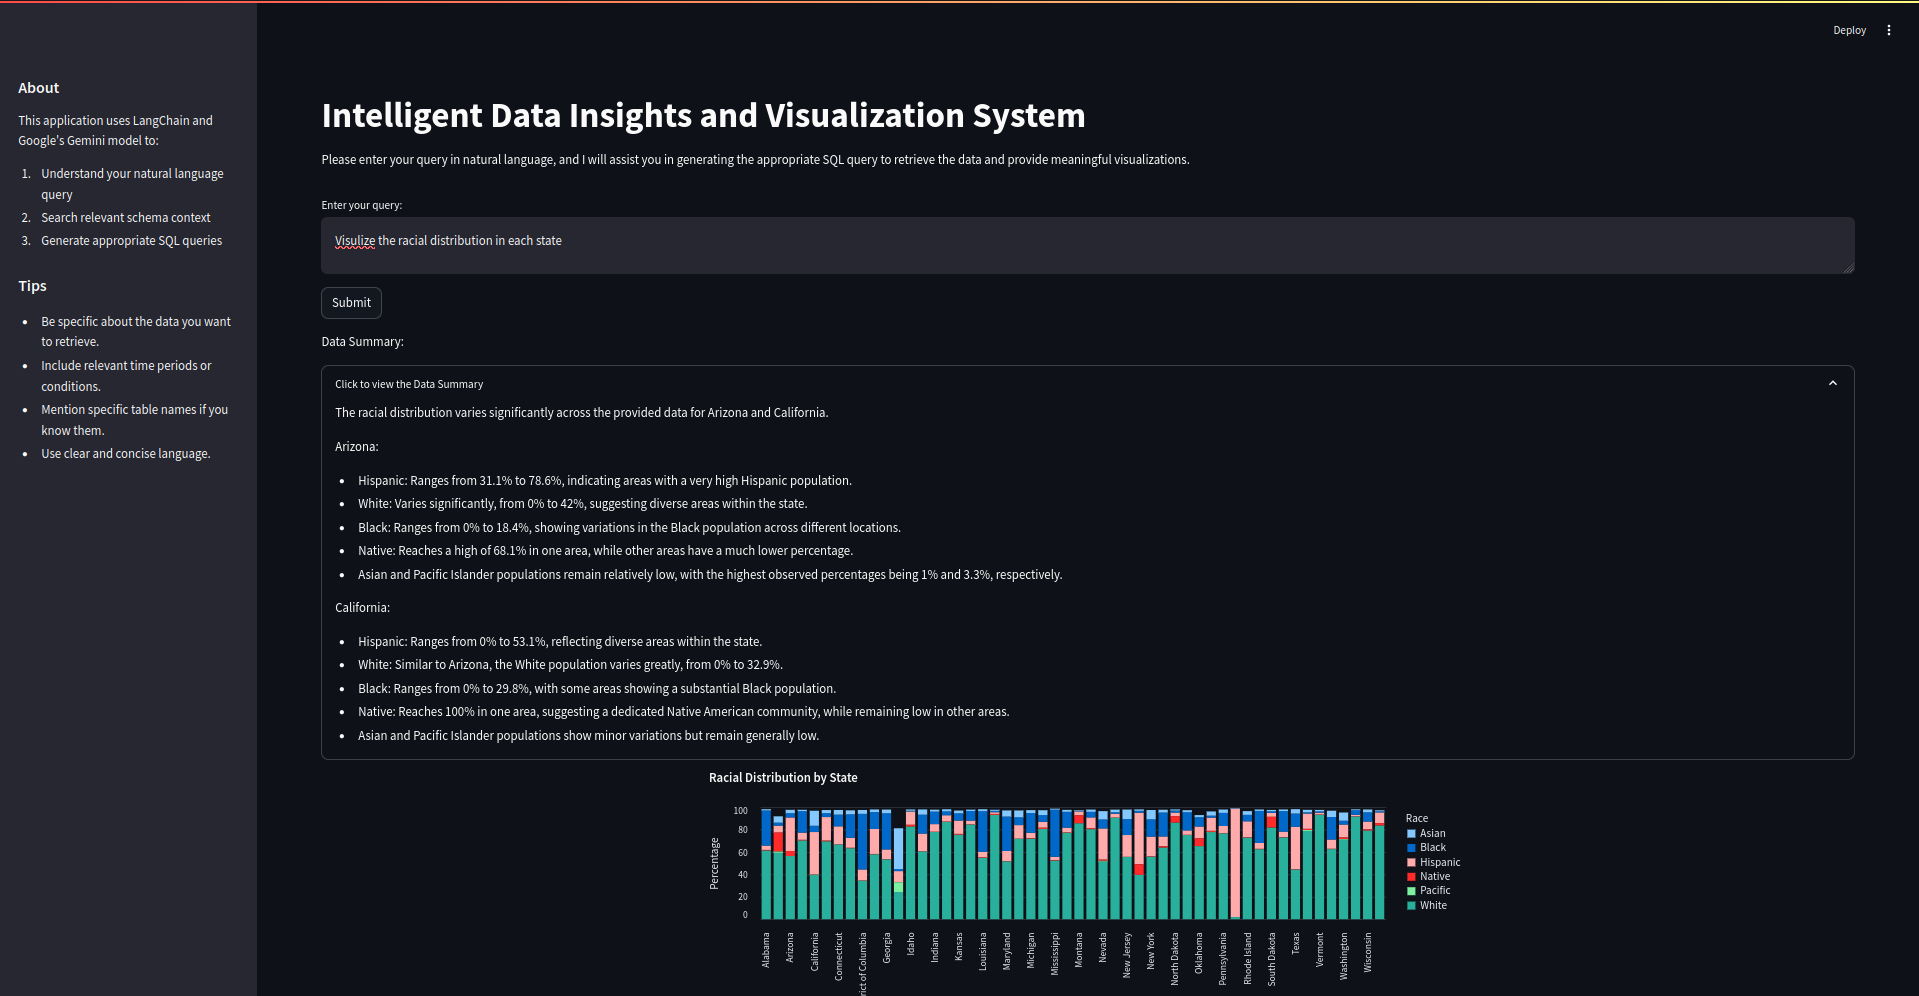 Deploy
About
This application uses LangChain and
Google's Gemini model to:
1. Understand your natural language
query
2. Search relevant schema context
3. Generate appropriate SQL queries
Tips
• Be specific about the data you want
to retrieve.
• Include relevant time periods or
conditions.
• Mention specific table names if you
know them.
• Use clear and concise language.
Intelligent Data Insights and Visualization System
Please enter your query in natural language, and I will assist you in generating the appropriate SQL query to retrieve the data and provide meaningful visualizations.
Enter your query:
Visulize the racial distribution in each state
Submit
Data Summary:
Click to view the Data Summary
The racial distribution varies significantly across the provided data for Arizona and California.
Arizona:
• Hispanic: Ranges from 31.1% to 78.6%, indicating areas with a very high Hispanic population.
• White: Varies significantly, from 0% to 42%, suggesting diverse areas within the state.
• Black: Ranges from 0% to 18.4%, showing variations in the Black population across different locations.
• Native: Reaches a high of 68.1% in one area, while other areas have a much lower percentage.
• Asian and Pacific Islander populations remain relatively low, with the highest observed percentages being 1% and 3.3%, respectively.
California:
• Hispanic: Ranges from 0% to 53.1%, reflecting diverse areas within the state.
• White: Similar to Arizona, the White population varies greatly, from 0% to 32.9%.
• Black: Ranges from 0% to 29.8%, with some areas showing a substantial Black population.
• Native: Reaches 100% in one area, suggesting a dedicated Native American community, while remaining low in other areas.
• Asian and Pacific Islander populations show minor variations but remain generally low.
Racial Distribution by State
Percentage
100
80
60
40
20
0
Alabama
Arizona
California
Connecticut
rict of Columbia
Georgia
Idaho
Indiana
Kansas
Louisiana
Maryland
Michigan
Mississippi
Montana
Nevada
New Jersey
New York
North Dakota
Oklahoma
Pennsylvania
Rhode Island
South Dakota
Texas
Vermont
Washington
Wisconsin
Race
Asian
Black
Hispanic
Native
Pacific
White